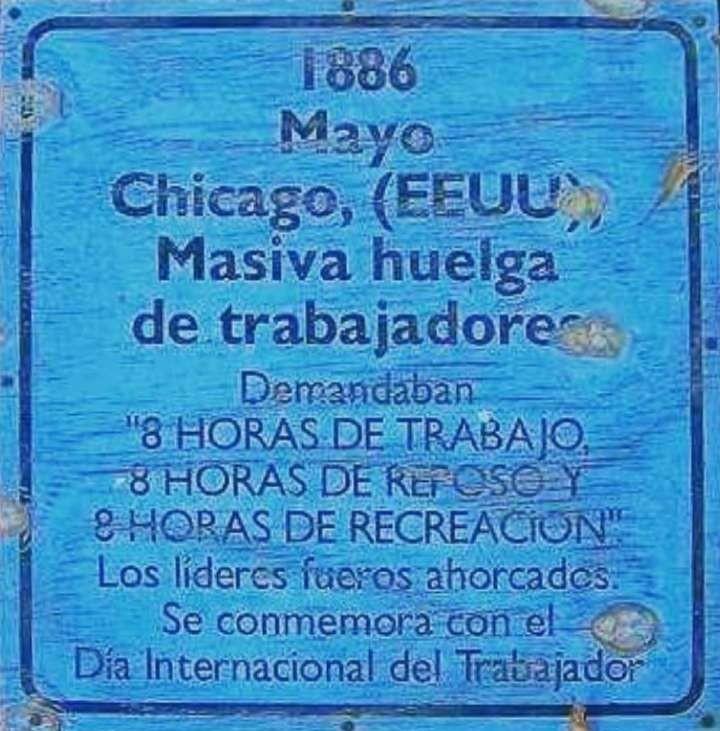 1886
Mayo
Chicago, (EEUU),
Masiva huelga
de trabajadores
Demandaban
"8 HORAS DE TRABAJO,
8 HORAS DE REPOSO Y
8 HORAS DE RECREACION".
Los líderes fueros ahorcados.
Se conmemora con el
Día Internacional del Trabajador